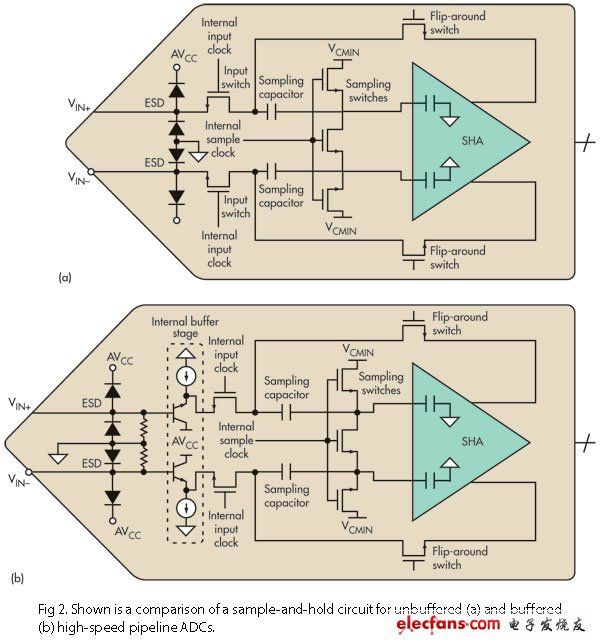 Internal
input
clock
Flip-around
switch
AVCC
VCMIN
Input
switch
Sampling
capacitor
Sampling
switches
VIN+
ESD
Internal
sample
clock
SHA
VIN–
ESD
Sampling
capacitor
Input
switch
VCMIN
Internal
input
clock
Flip-around
switch
(a)
Internal buffer
stage
Internal
input
clock
Flip-around
switch
AVCC
VCMIN
Sampling
capacitor
Sampling
switches
VIN+
ESD
AVCC
Internal
sample
clock
SHA
VIN–
ESD
Sampling
capacitor
AVCC
Internal
input
clock
VCMIN
Flip-around
switch
(b)
Fig 2. Shown is a comparison of a sample-and-hold circuit for unbuffered (a) and buffered
(b) high-speed pipeline ADCs.
elecfans.com 电子发烧友